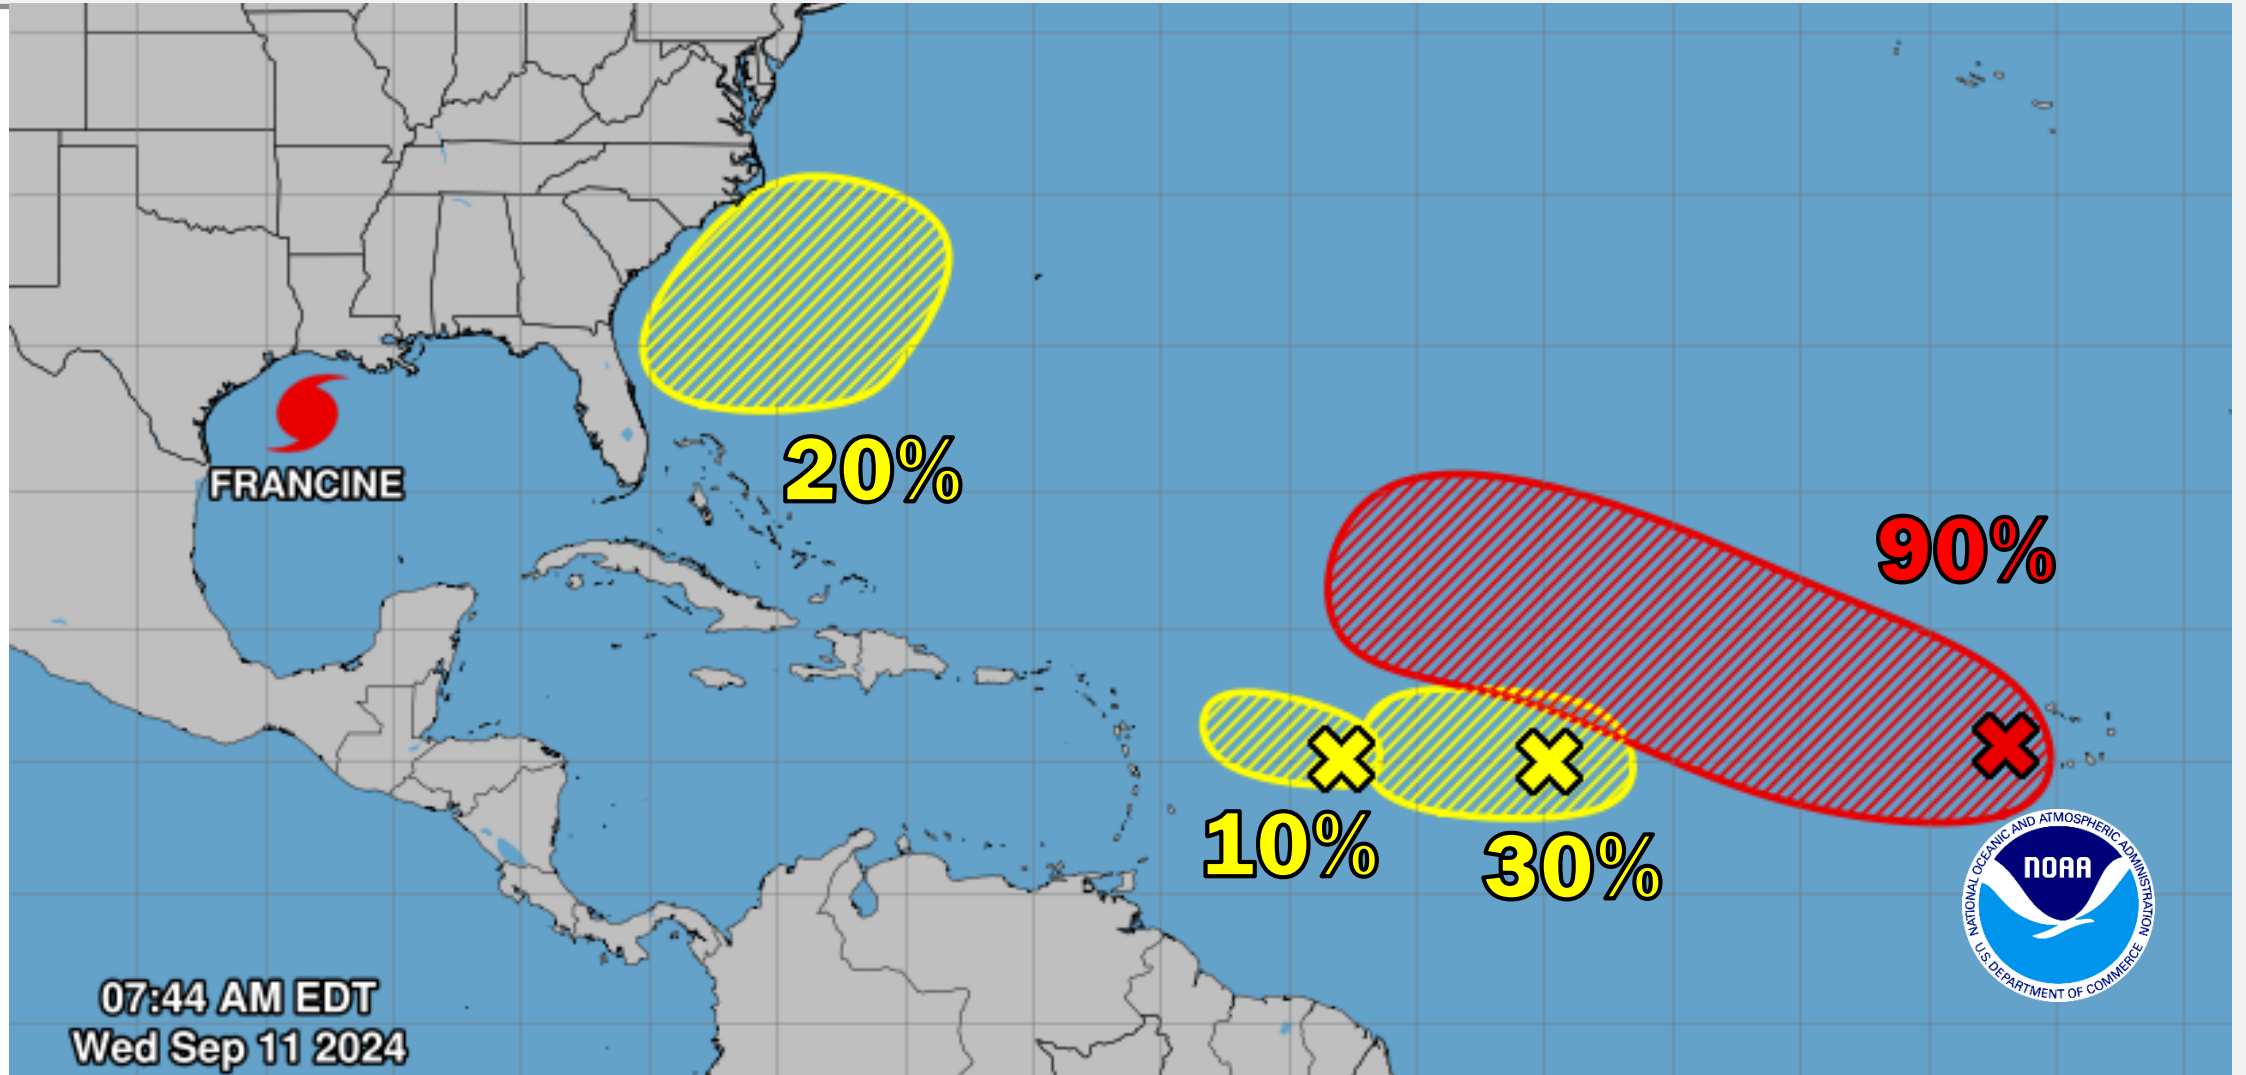 FRANCINE
20%
90%
10%
30%
07:44 AM EDT
Wed Sep 11 2024
NOAA
NATIONAL OCEANIC AND ATMOSPHERIC ADMINISTRATION
U.S. DEPARTMENT OF COMMERCE